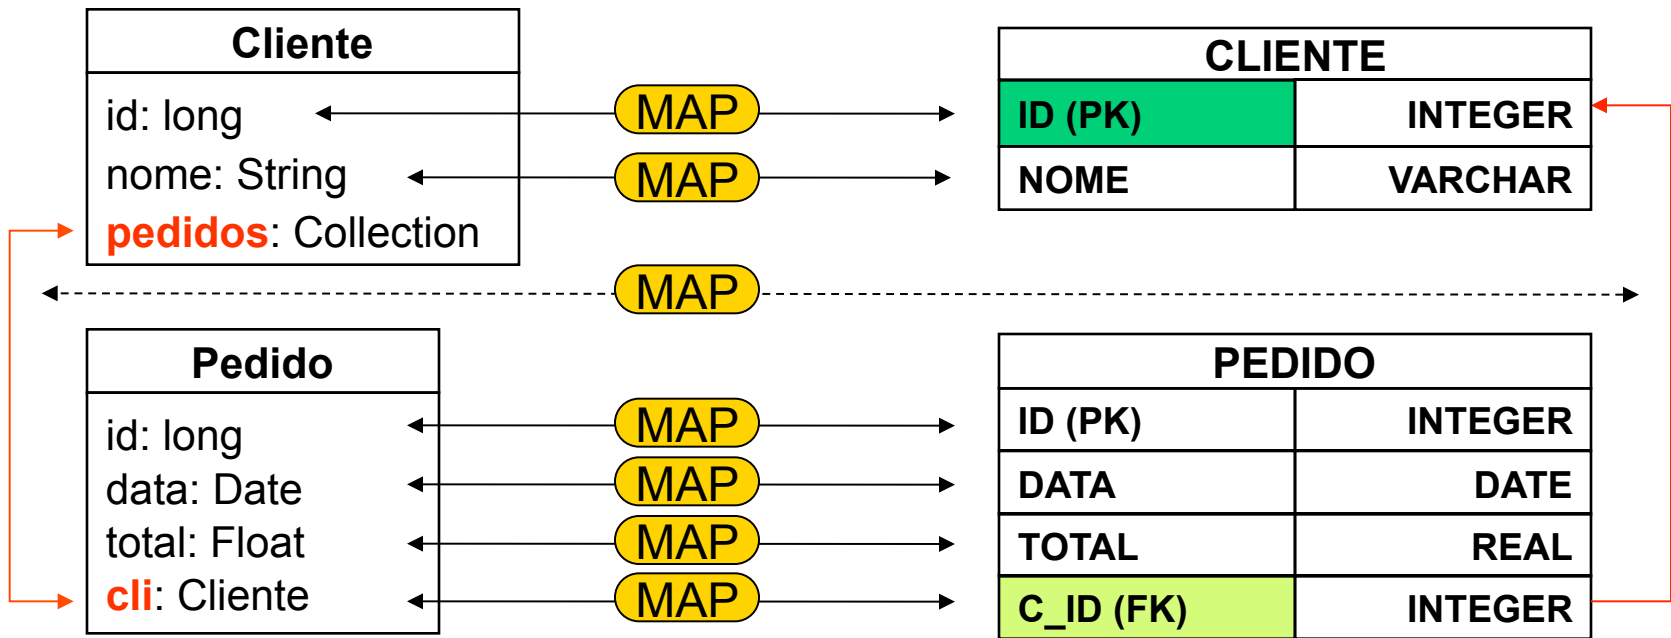 Cliente
id: long
nome: String
pedidos: Collection
MAP
MAP
CLIENTE
ID (PK) INTEGER
NOME VARCHAR
MAP
Pedido
id: long
data: Date
total: Float
cli: Cliente
MAP
MAP
MAP
MAP
PEDIDO
ID (PK) INTEGER
DATA DATE
TOTAL REAL
C_ID (FK) INTEGER